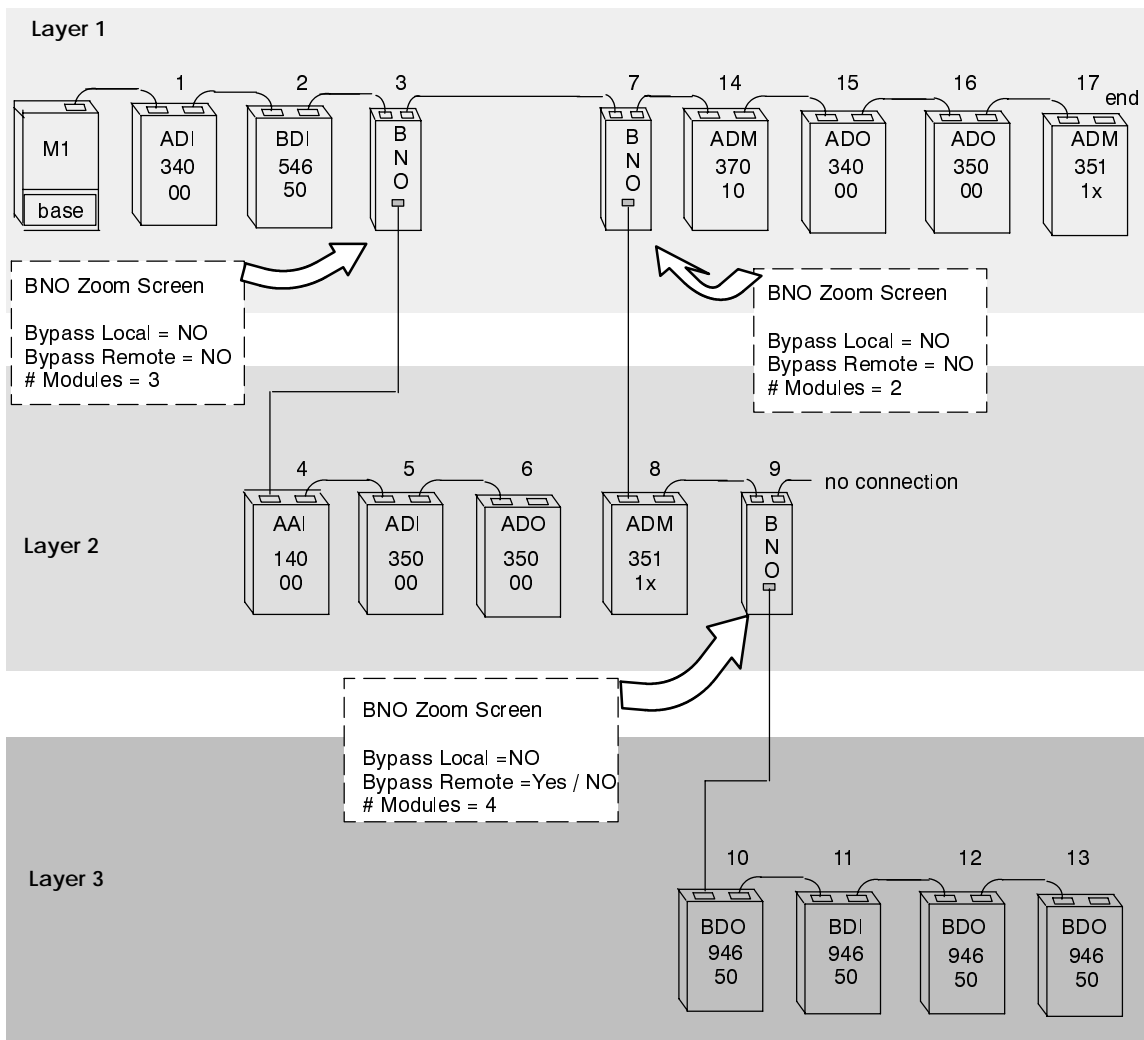 Layer 1
1 2 3 7 14 15 16 17 end
M1
base
ADI
340
00
BDI
546
50
B
N
O
B
N
O
ADM
370
10
ADO
340
00
ADO
350
00
ADM
351
1x
BNO Zoom Screen
Bypass Local = NO
Bypass Remote = NO
# Modules = 3
BNO Zoom Screen
Bypass Local = NO
Bypass Remote = NO
# Modules = 2
Layer 2
4 5 6 8 9 no connection
AAI
140
00
ADI
350
00
ADO
350
00
ADM
351
1x
B
N
O
BNO Zoom Screen
Bypass Local =NO
Bypass Remote =Yes / NO
# Modules = 4
Layer 3
10 11 12 13
BDO
946
50
BDI
946
50
BDO
946
50
BDO
946
50